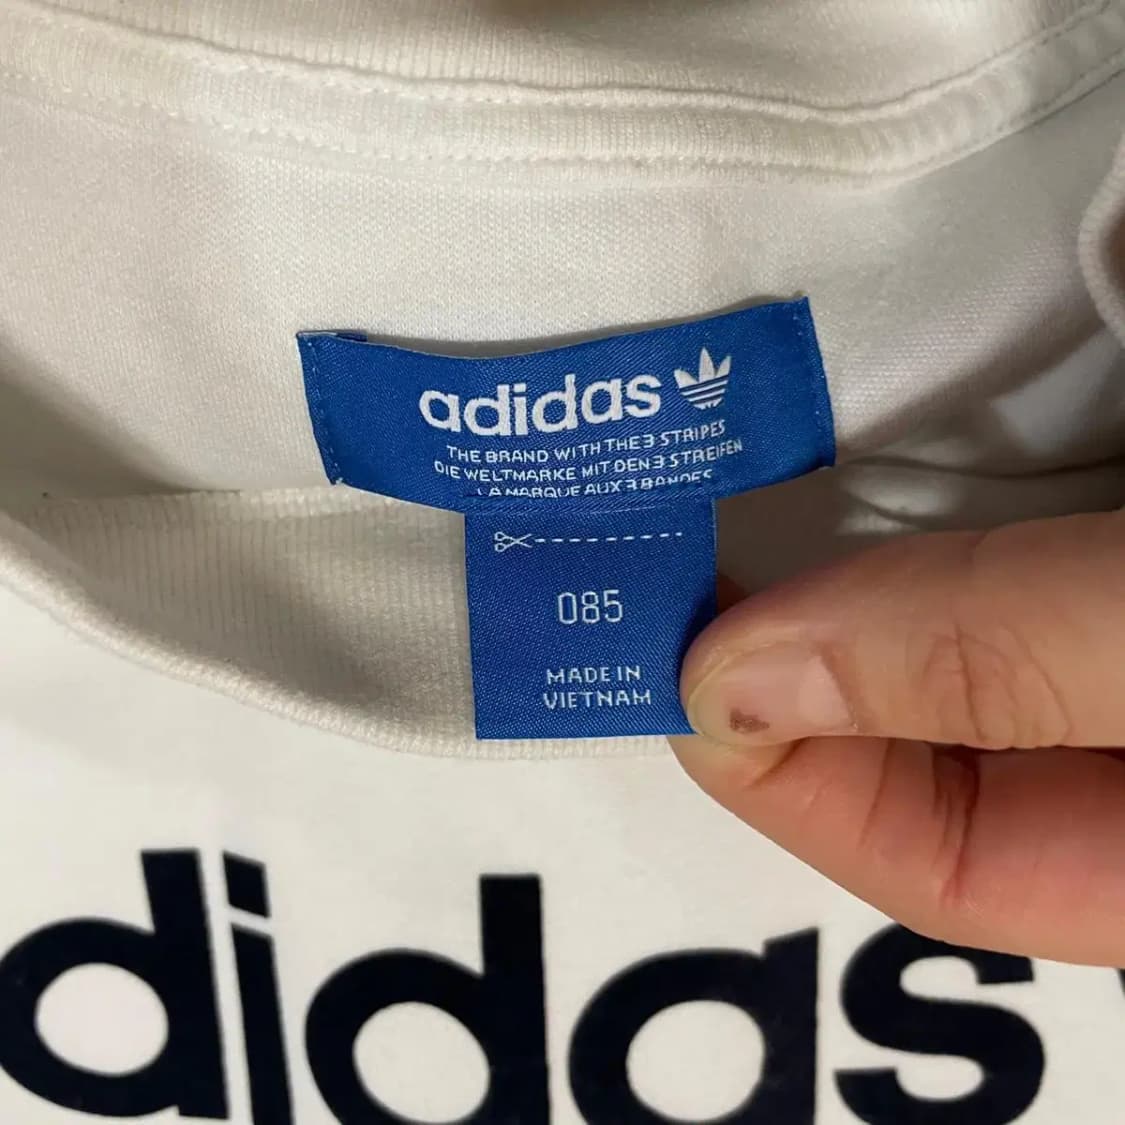 adidas
THE BRAND WITH THE 3 STRIPES
DIE WELTMARKE MIT DEN 3 STREIFEN
LA MARQUE AUX 3 BANDES
085
MADE IN
VIETNAM
adidas